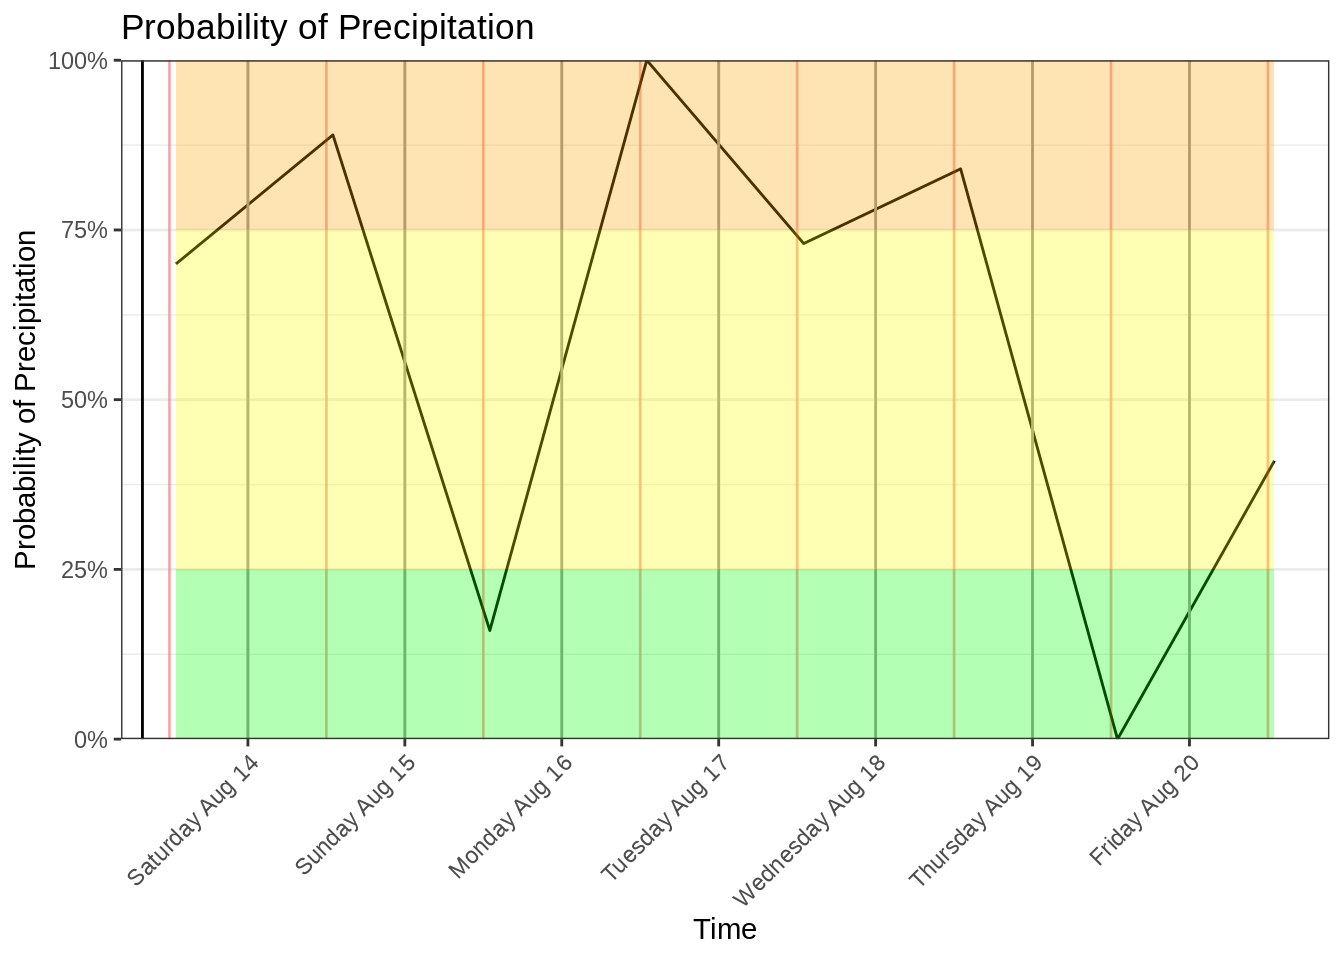 Probability of Precipitation
Probability of Precipitation
100%
75%
50%
25%
0%
Saturday Aug 14
Sunday Aug 15
Monday Aug 16
Tuesday Aug 17
Wednesday Aug 18
Thursday Aug 19
Friday Aug 20
Time